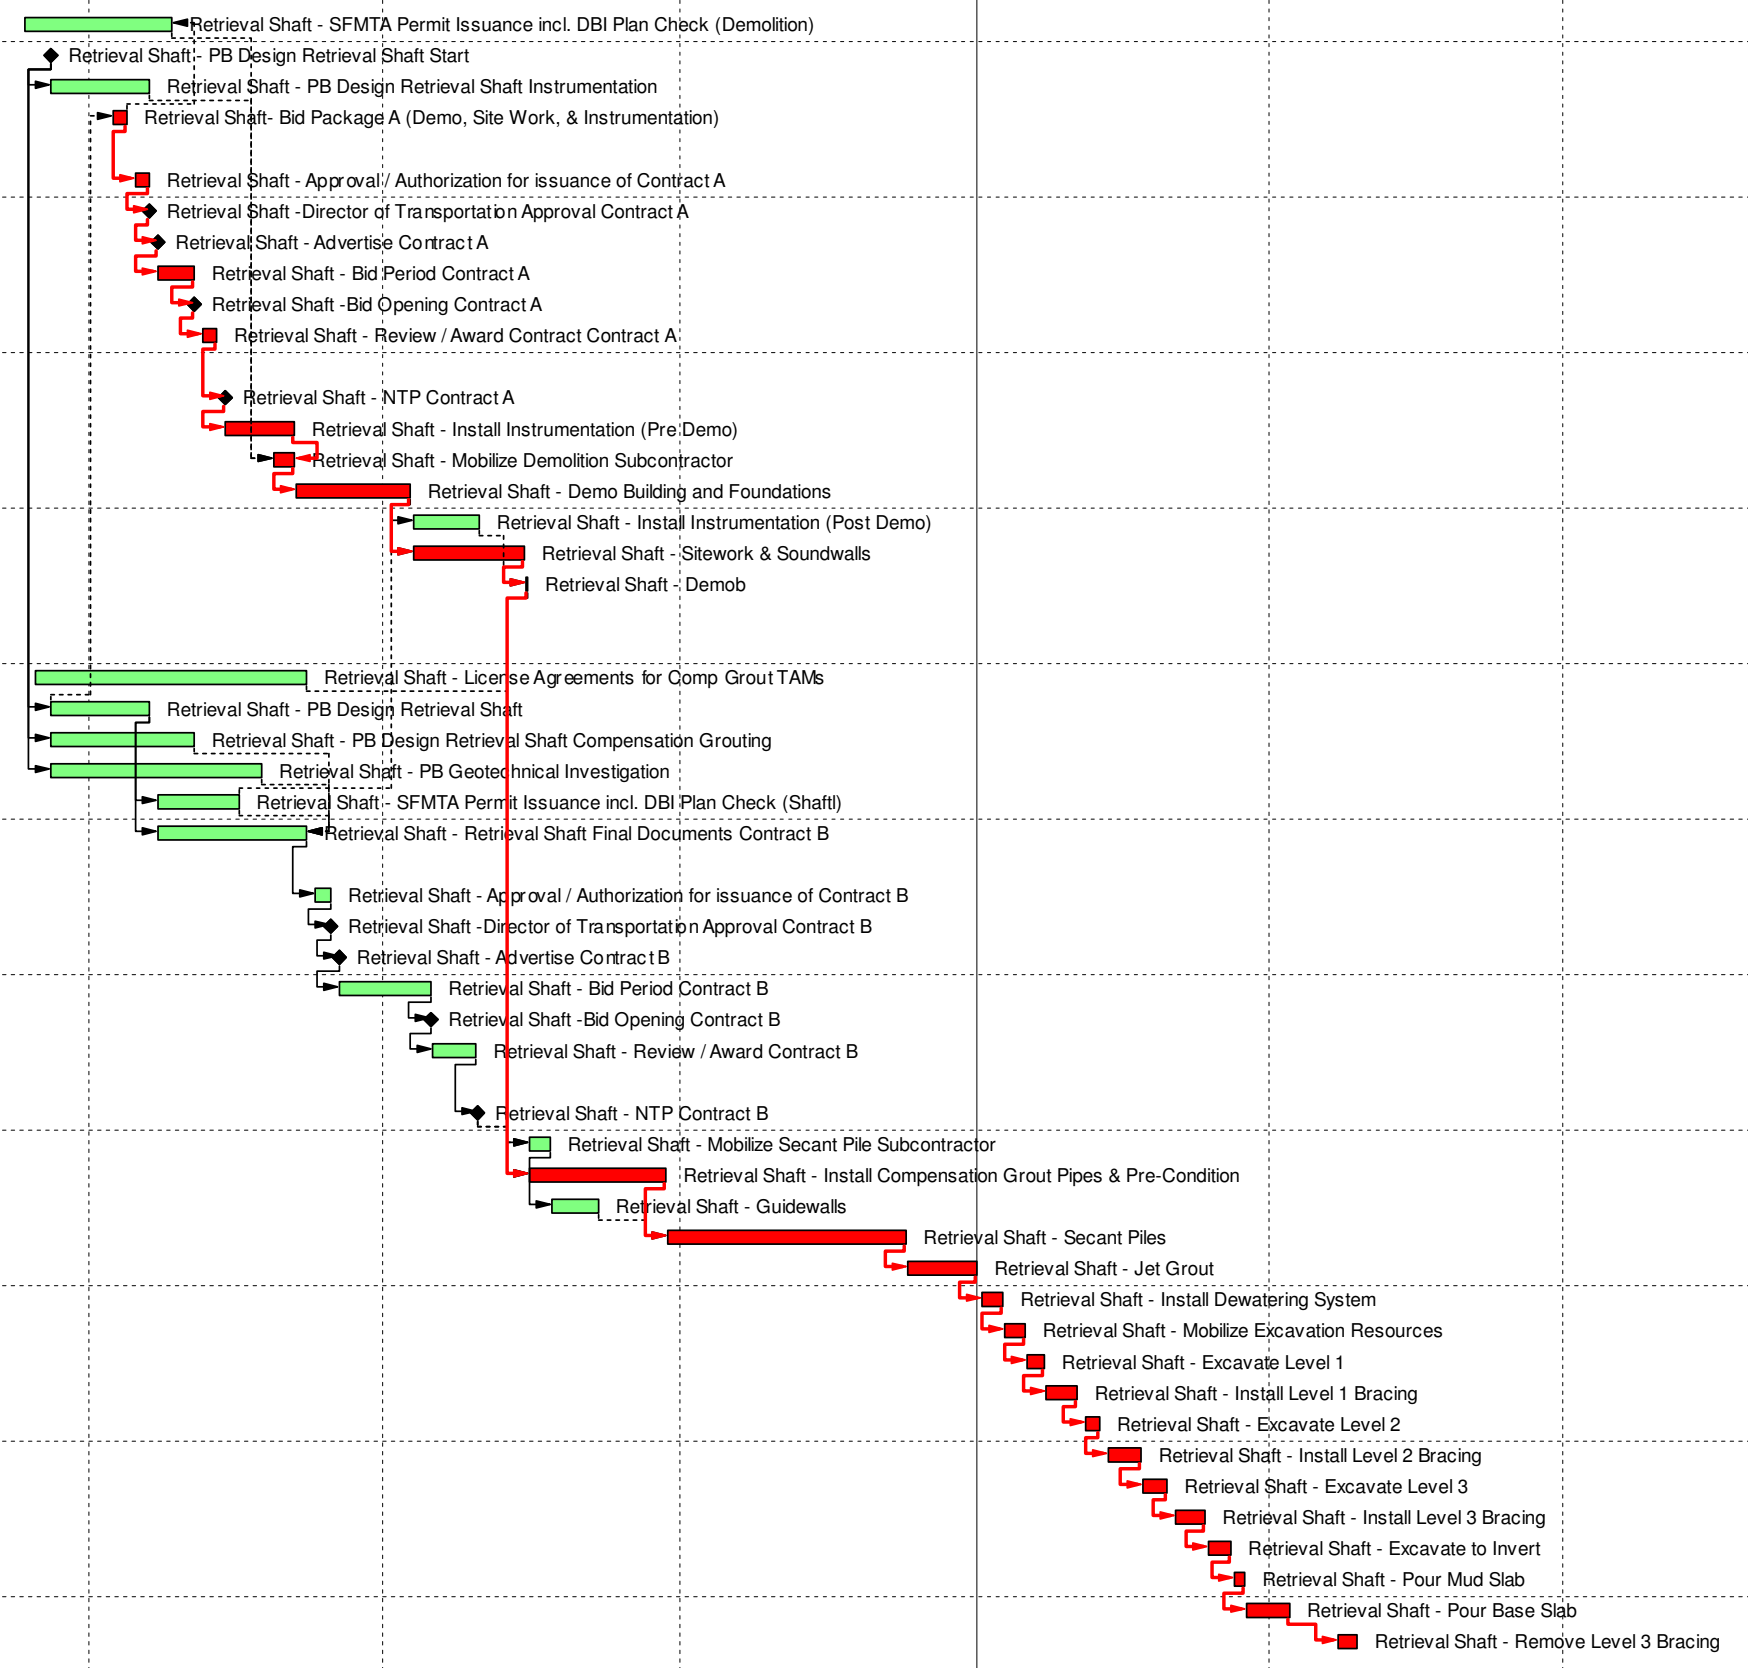 Retrieval Shaft - SFMTA Permit Issuance incl. DBI Plan Check (Demolition)
Retrieval Shaft - PB Design Retrieval Shaft Start
Retrieval Shaft - PB Design Retrieval Shaft Instrumentation
Retrieval Shaft- Bid Package A (Demo, Site Work, & Instrumentation)
Retrieval Shaft - Approval / Authorization for issuance of Contract A
Retrieval Shaft -Director of Transportation Approval Contract A
Retrieval Shaft - Advertise Contract A
Retrieval Shaft - Bid Period Contract A
Retrieval Shaft -Bid Opening Contract A
Retrieval Shaft - Review / Award Contract Contract A
Retrieval Shaft - NTP Contract A
Retrieval Shaft - Install Instrumentation (Pre Demo)
Retrieval Shaft - Mobilize Demolition Subcontractor
Retrieval Shaft - Demo Building and Foundations
Retrieval Shaft - Install Instrumentation (Post Demo)
Retrieval Shaft - Sitework & Soundwalls
Retrieval Shaft - Demob
Retrieval Shaft - License Agreements for Comp Grout TAMs
Retrieval Shaft - PB Design Retrieval Shaft
Retrieval Shaft - PB Design Retrieval Shaft Compensation Grouting
Retrieval Shaft - PB Geotechnical Investigation
Retrieval Shaft - SFMTA Permit Issuance incl. DBI Plan Check (Shaftl)
Retrieval Shaft - Retrieval Shaft Final Documents Contract B
Retrieval Shaft - Approval / Authorization for issuance of Contract B
Retrieval Shaft -Director of Transportation Approval Contract B
Retrieval Shaft - Advertise Contract B
Retrieval Shaft - Bid Period Contract B
Retrieval Shaft -Bid Opening Contract B
Retrieval Shaft - Review / Award Contract B
Retrieval Shaft - NTP Contract B
Retrieval Shaft - Mobilize Secant Pile Subcontractor
Retrieval Shaft - Install Compensation Grout Pipes & Pre-Condition
Retrieval Shaft - Guidewalls
Retrieval Shaft - Secant Piles
Retrieval Shaft - Jet Grout
Retrieval Shaft - Install Dewatering System
Retrieval Shaft - Mobilize Excavation Resources
Retrieval Shaft - Excavate Level 1
Retrieval Shaft - Install Level 1 Bracing
Retrieval Shaft - Excavate Level 2
Retrieval Shaft - Install Level 2 Bracing
Retrieval Shaft - Excavate Level 3
Retrieval Shaft - Install Level 3 Bracing
Retrieval Shaft - Excavate to Invert
Retrieval Shaft - Pour Mud Slab
Retrieval Shaft - Pour Base Slab
Retrieval Shaft - Remove Level 3 Bracing